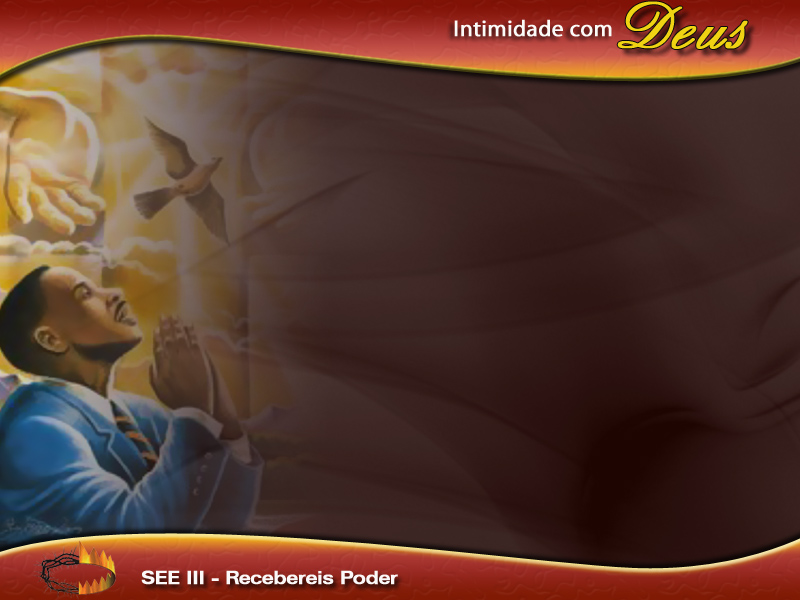 Intimidade com Deus
SEE III - Recebereis Poder